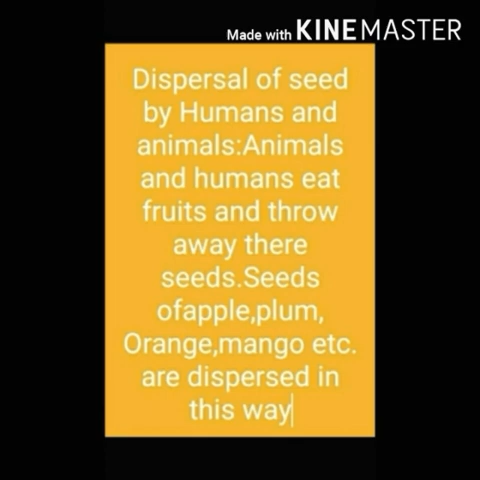 Made with KINEMASTER
Dispersal of seed
by Humans and
animals:Animals
and humans eat
fruits and throw
away there
seeds.Seeds
ofapple,plum,
Orange,mango etc.
are dispersed in
this way